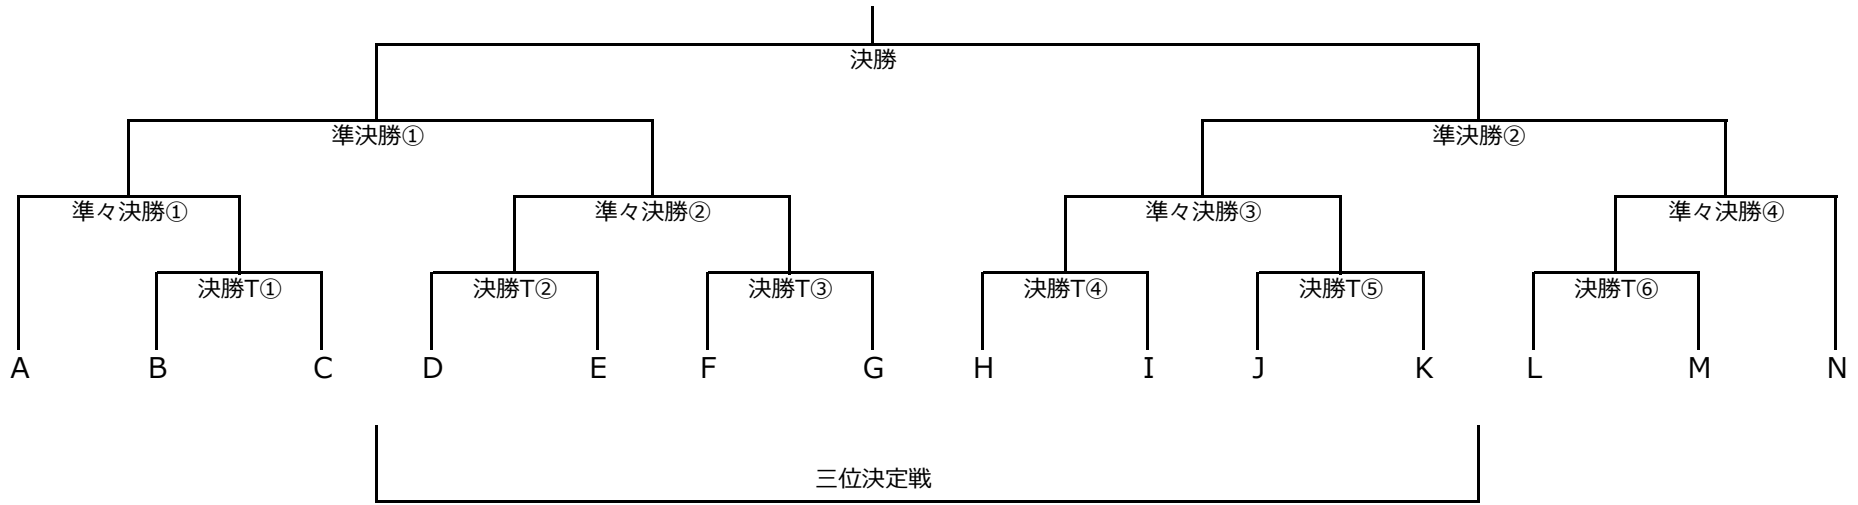 決勝
準決勝① 準決勝②
準々決勝① 準々決勝② 準々決勝③ 準々決勝④
決勝T① 決勝T② 決勝T③ 決勝T④ 決勝T⑤ 決勝T⑥
A B C D E F G H I J K L M N
三位決定戦